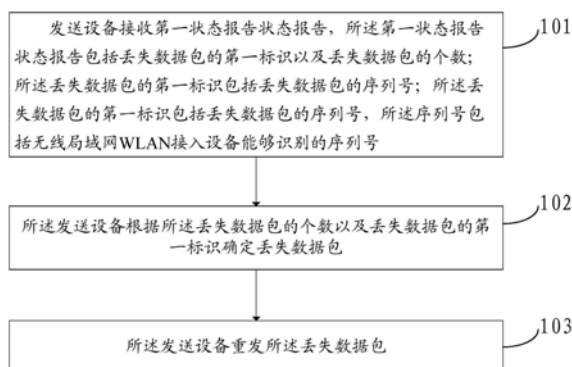 发送设备接收第一状态报告状态报告，所述第一状态报告 101
状态报告包括丢失数据包的第一标识以及丢失数据包的个数；
所述丢失数据包的第一标识包括丢失数据包的序列号；所述丢
失数据包的第一标识包括丢失数据包的序列号，所述序列号包
括无线局域网WLAN接入设备能够识别的序列号
102
所述发送设备根据所述丢失数据包的个数以及丢失数据包的第
一标识确定丢失数据包
103
所述发送设备重发所述丢失数据包